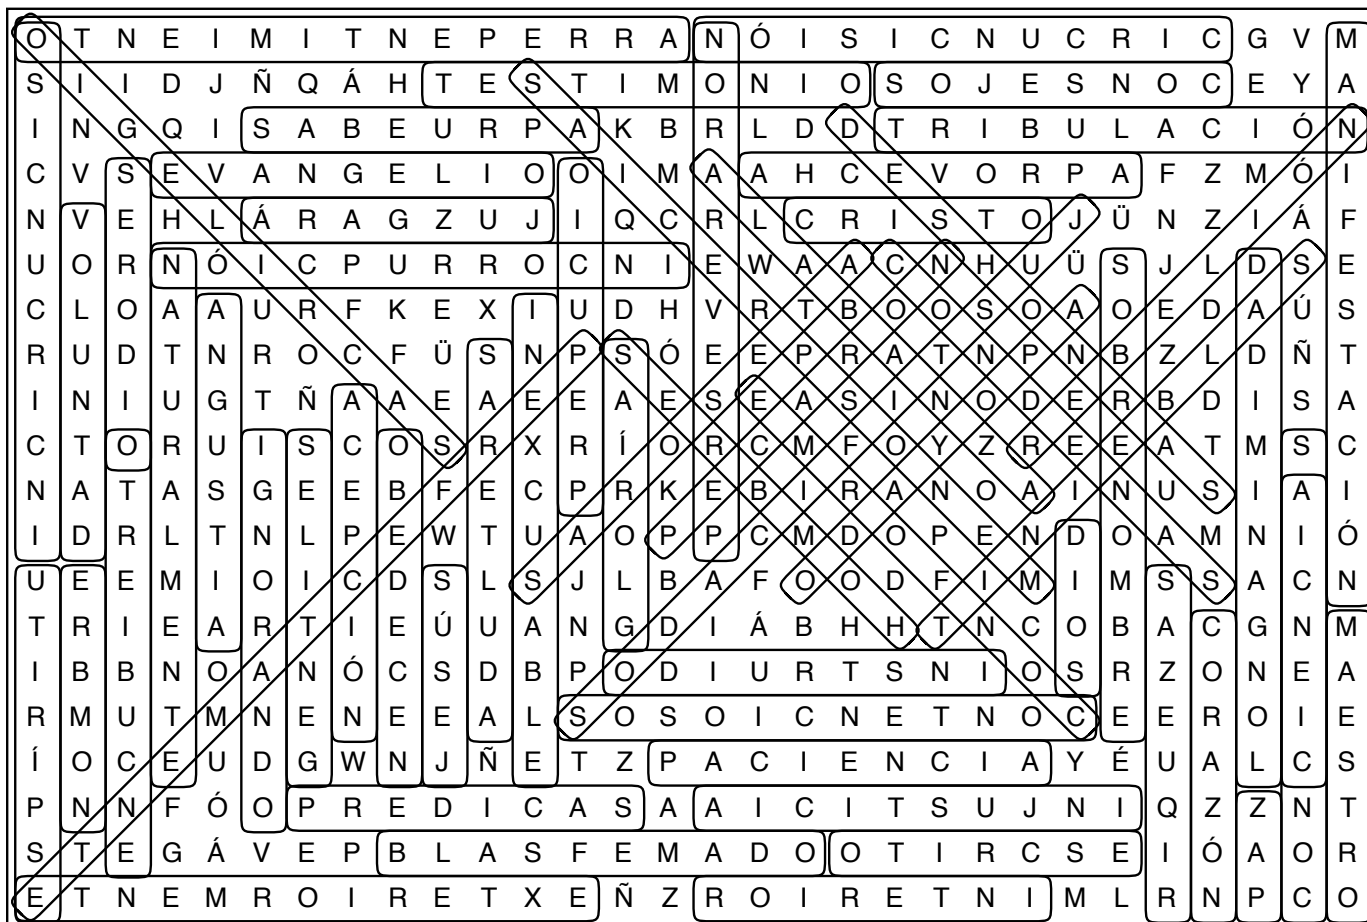 O T N E I M I T N E P E R R A N Ó I S I C N U C R I C G V M
S I I D J Ñ Q Á H T E S T I M O N I O S O J E S N O C E Y A
I N G Q I S A B E U R P A K B R L D D T R I B U L A C I Ó N
C V S E V A N G E L I O O I M A A H C E V O R P A F Z M Ó I
N V E H L Á R A G Z U J I Q C R L C R I S T O J Ü N Z I Á F
U O R N Ó I C P U R R O C N I E W A A C N H U Ü S J L D S E
C L O A A U R F K E X I U D H V R T B O O S O A O E D A Ú S
R U D T N R O C F Ü S N P S Ó E E P R A T N P N B Z L D Ñ T
I N I U G T Ñ A A E A E E A E S E A S I N O D E R B D I S A
C T O R U I S C O S R X R Í O R C M F O Y Z R E E A T M S C
N A T A S G E E B F E C P R K E B I R A N O A I N U S I A I
I D R L T N L P E W T U A O P P C M D O P E N D O A M N I Ó
U E E M I O I C D S L S J L B A F O O D F I M I M S S A C N
T R I E A R T I E Ú U A N G D I Á B H H T N C O B A C G N M
I B B N O A N Ó C S D B P O D I U R T S N I O S R Z O N E A
R M U T M N E N E E A L S O S O I C N E T N O C E E R O I E
Í O C E U D G W N J Ñ E T Z P A C I E N C I A Y É U A L C S
P N N F Ó O P R E D I C A S A A I C I T S U J N I Q Z Z N T
S T E G Á V E P B L A S F E M A D O O T I R C S E I Ó A O R
E T N E M R O I R E T X E Ñ Z R O I R E T N I M L R N P C O